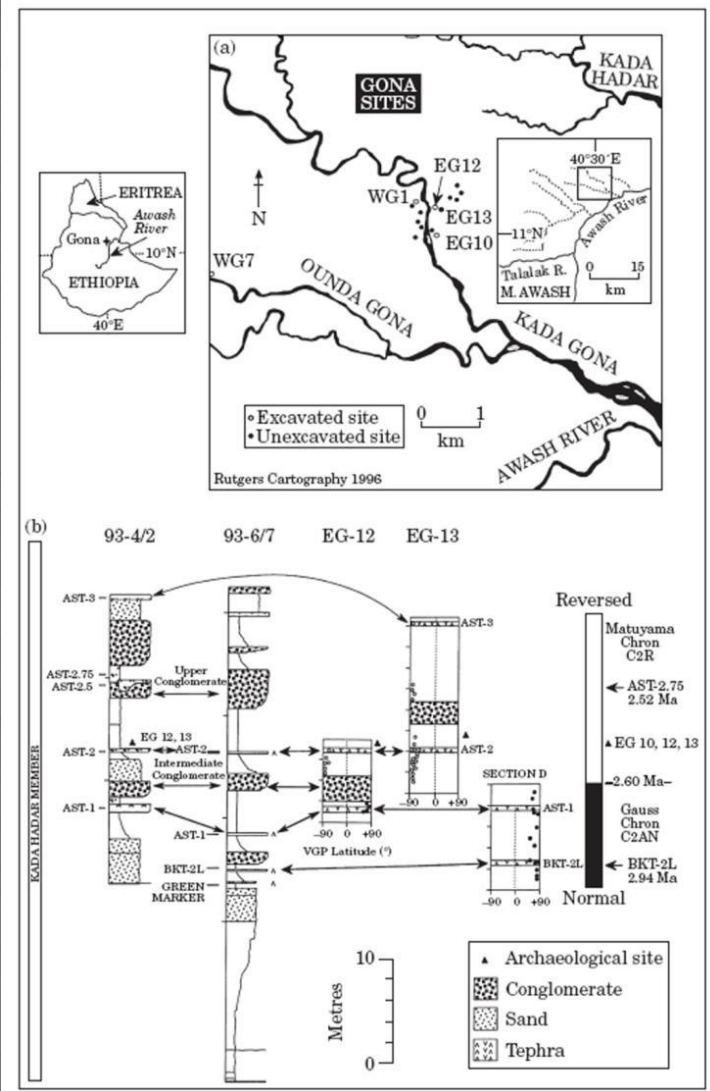 (a)
GONA
SITES
KADA
HADAR
ERITREA
Awash
River
Gona
10°N
ETHIOPIA
40°E
N
WG1
EG12
EG13
EG10
WG7
OUNDA GONA
KADA GONA
AWASH RIVER
40°30´E
Awash River
11°N
Talalak R.
M. AWASH
0 15
km
Excavated site
Unexcavated site
0 1
km
Rutgers Cartography 1996
(b)
93-4/2 93-6/7 EG-12 EG-13
KADA HADAR MEMBER
AST-3
AST-2.75
AST-2.5
EG 12, 13
AST-2
AST-1
Upper
Conglomerate
AST-2
Intermediate
Conglomerate
AST-1
BKT-2L
GREEN
MARKER
–90 0 +90
VGP Latitude (°)
AST-3
AST-2
–90 0 +90
SECTION D
AST-1
BKT-2L
–90 0 +90
Reversed
Matuyama
Chron
C2R
AST-2.75
2.52 Ma
EG 10, 12, 13
2.60 Ma
Gauss
Chron
C2AN
BKT-2L
2.94 Ma
Normal
10
Metres
0
Archaeological site
Conglomerate
Sand
Tephra